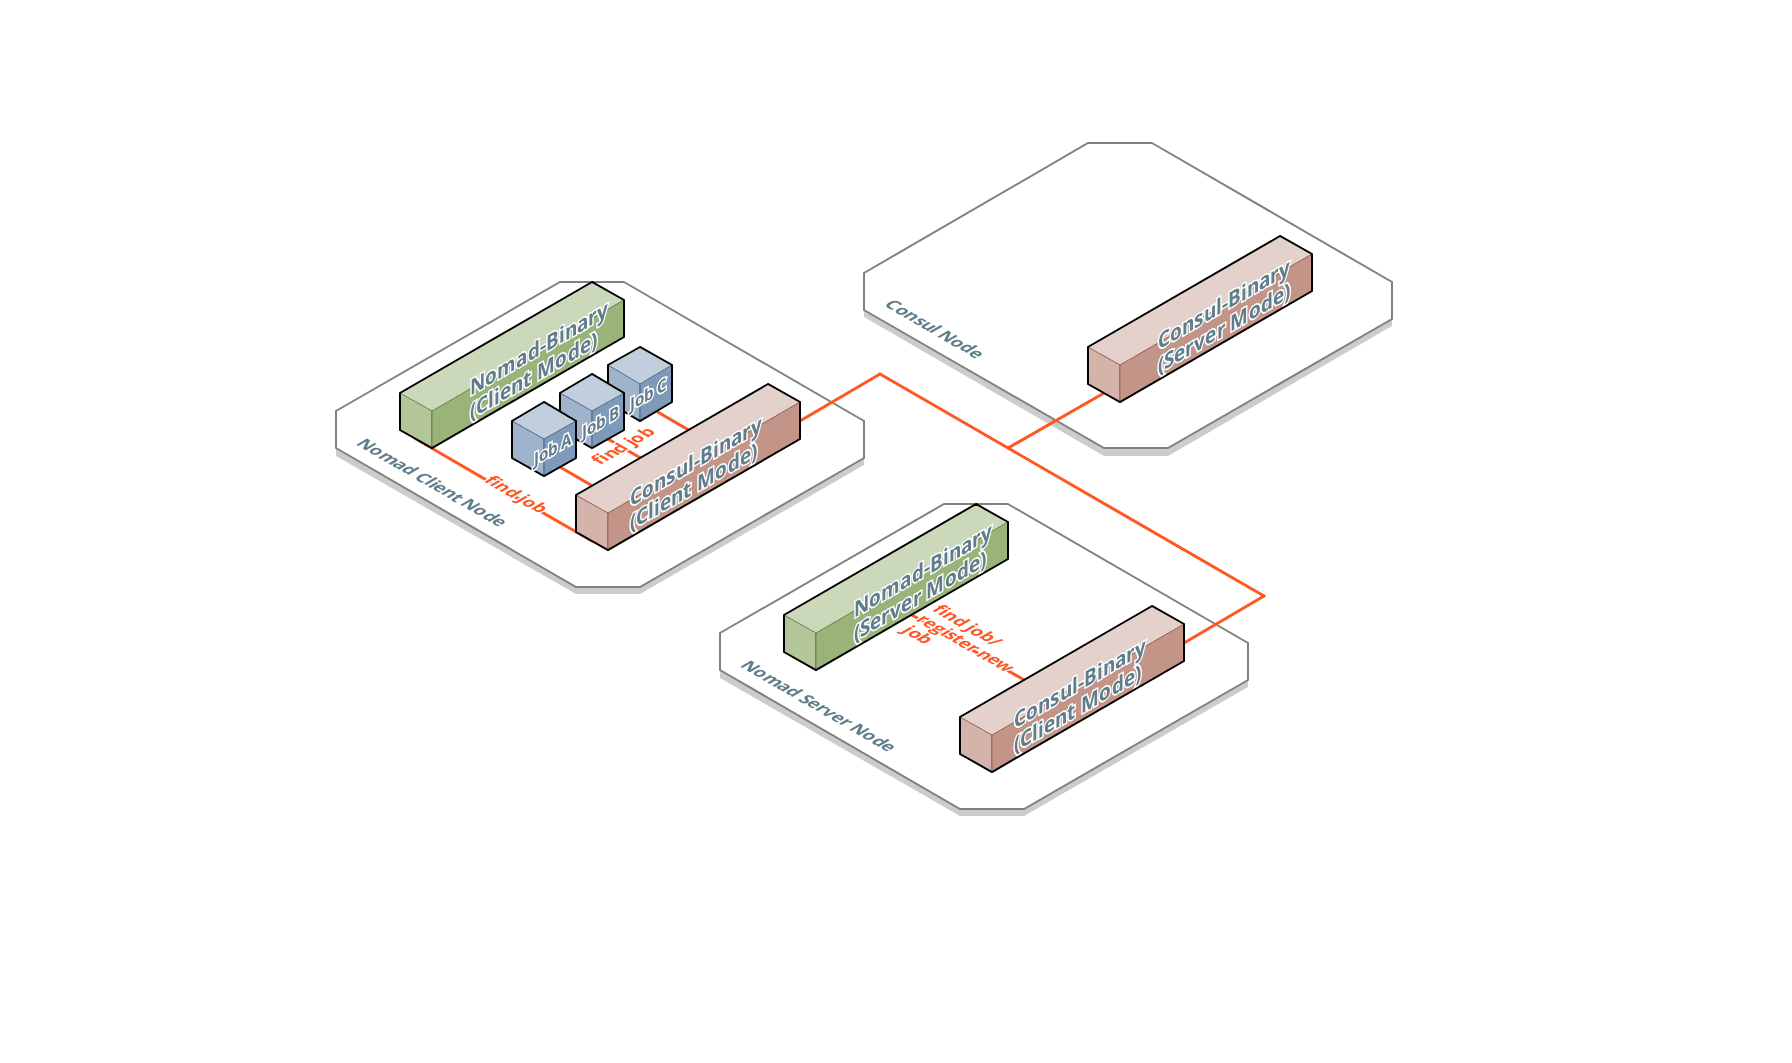 Nomad-Binary
(Client Mode)
Job A
Job B
Job C
find job
find job
Consul-Binary
(Client Mode)
Nomad Client Node
Consul-Binary
(Server Mode)
Consul Node
Nomad-Binary
(Server Mode)
find job/
register new
job
Consul-Binary
(Client Mode)
Nomad Server Node